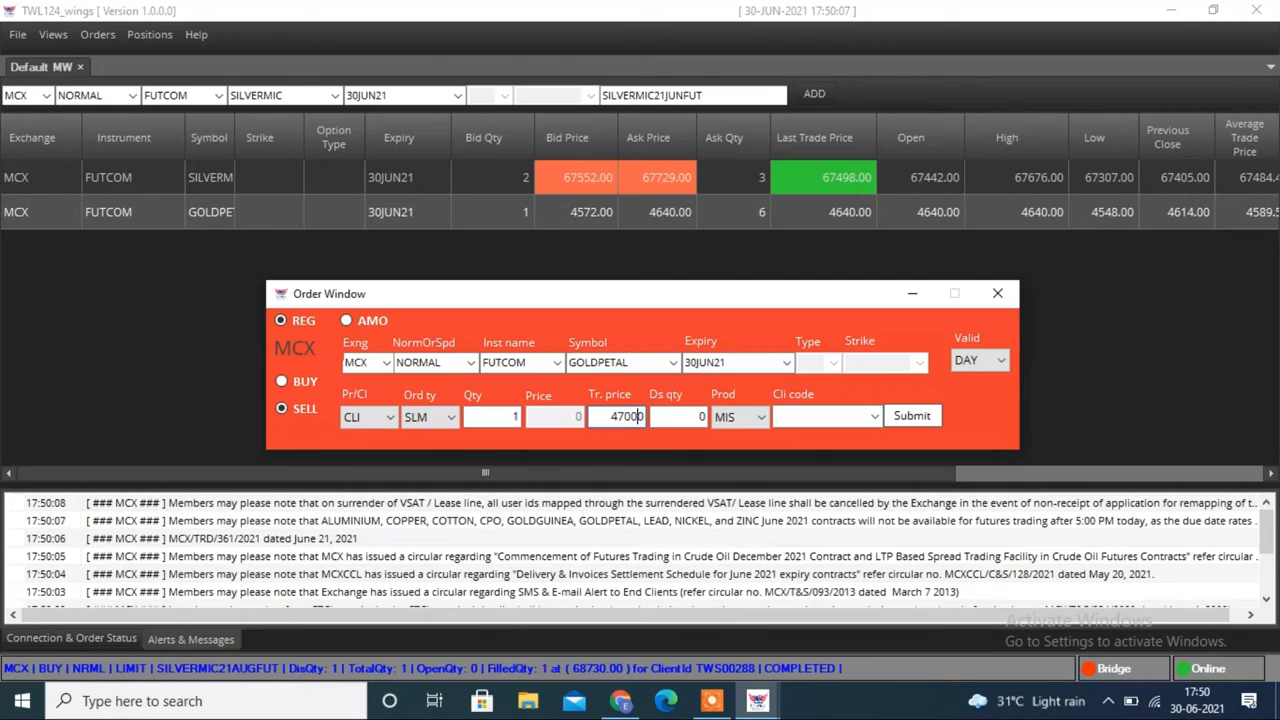 TWL124_wings [ Version 1.0.0.0 ] [ 30-JUN-2021 17:50:07 ]
File Views Orders Positions Help
Default MW ×
MCX NORMAL FUTCOM SILVERMIC 30JUN21 SILVERMIC21JUNFUT ADD
Exchange Instrument Symbol Strike Option Type Expiry Bid Qty Bid Price Ask Price Ask Qty Last Trade Price Open High Low Previous Close Average Trade Price
MCX FUTCOM SILVERM 30JUN21 2 67552.00 67729.00 3 67498.00 67442.00 67676.00 67307.00 67405.00 67484.4
MCX FUTCOM GOLDPET 30JUN21 1 4572.00 4640.00 6 4640.00 4640.00 4640.00 4548.00 4614.00 4589.5
Order Window
REG AMO
Exng NormOrSpd Inst name Symbol Expiry Type Strike Valid
MCX MCX NORMAL FUTCOM GOLDPETAL 30JUN21 DAY
BUY
Pr/Cl Ord ty Qty Price Tr. price Ds qty Prod Cli code
SELL CLI SLM 1 0 47000 0 MIS Submit
17:50:08 [ ### MCX ### ] Members may please note that on surrender of VSAT / Lease line, all user ids mapped through the surrendered VSAT/ Lease line shall be cancelled by the Exchange in the event of non-receipt of application for remapping of t...
17:50:07 [ ### MCX ### ] Members may please note that ALUMINIUM, COPPER, COTTON, CPO, GOLDGUINEA, GOLDPETAL, LEAD, NICKEL, and ZINC June 2021 contracts will not be available for futures trading after 5:00 PM today, as the due date rates ...
17:50:06 [ ### MCX ### ] MCX/TRD/361/2021 dated June 21, 2021
17:50:05 [ ### MCX ### ] Members may please note that MCX has issued a circular regarding "Commencement of Futures Trading in Crude Oil December 2021 Contract and LTP Based Spread Trading Facility in Crude Oil Futures Contracts" refer circular ...
17:50:04 [ ### MCX ### ] Members may please note that MCXCCL has issued a circular regarding "Delivery & Invoices Settlement Schedule for June 2021 expiry contracts" refer circular no. MCXCCL/C&S/128/2021 dated May 20, 2021.
17:50:03 [ ### MCX ### ] Members may please note that Exchange has issued a circular regarding SMS & E-mail Alert to End Clients (refer circular no. MCX/T&S/093/2013 dated March 7 2013)
Activate Windows
Go to Settings to activate Windows.
Connection & Order Status Alerts & Messages
MCX | BUY | NRML | LIMIT | SILVERMIC21AUGFUT | DisQty: 1 | TotalQty: 1 | OpenQty: 0 | FilledQty: 1 at ( 68730.00 ) for ClientId TWS00288 | COMPLETED | Bridge Online
Type here to search 31°C Light rain 17:50
30-06-2021